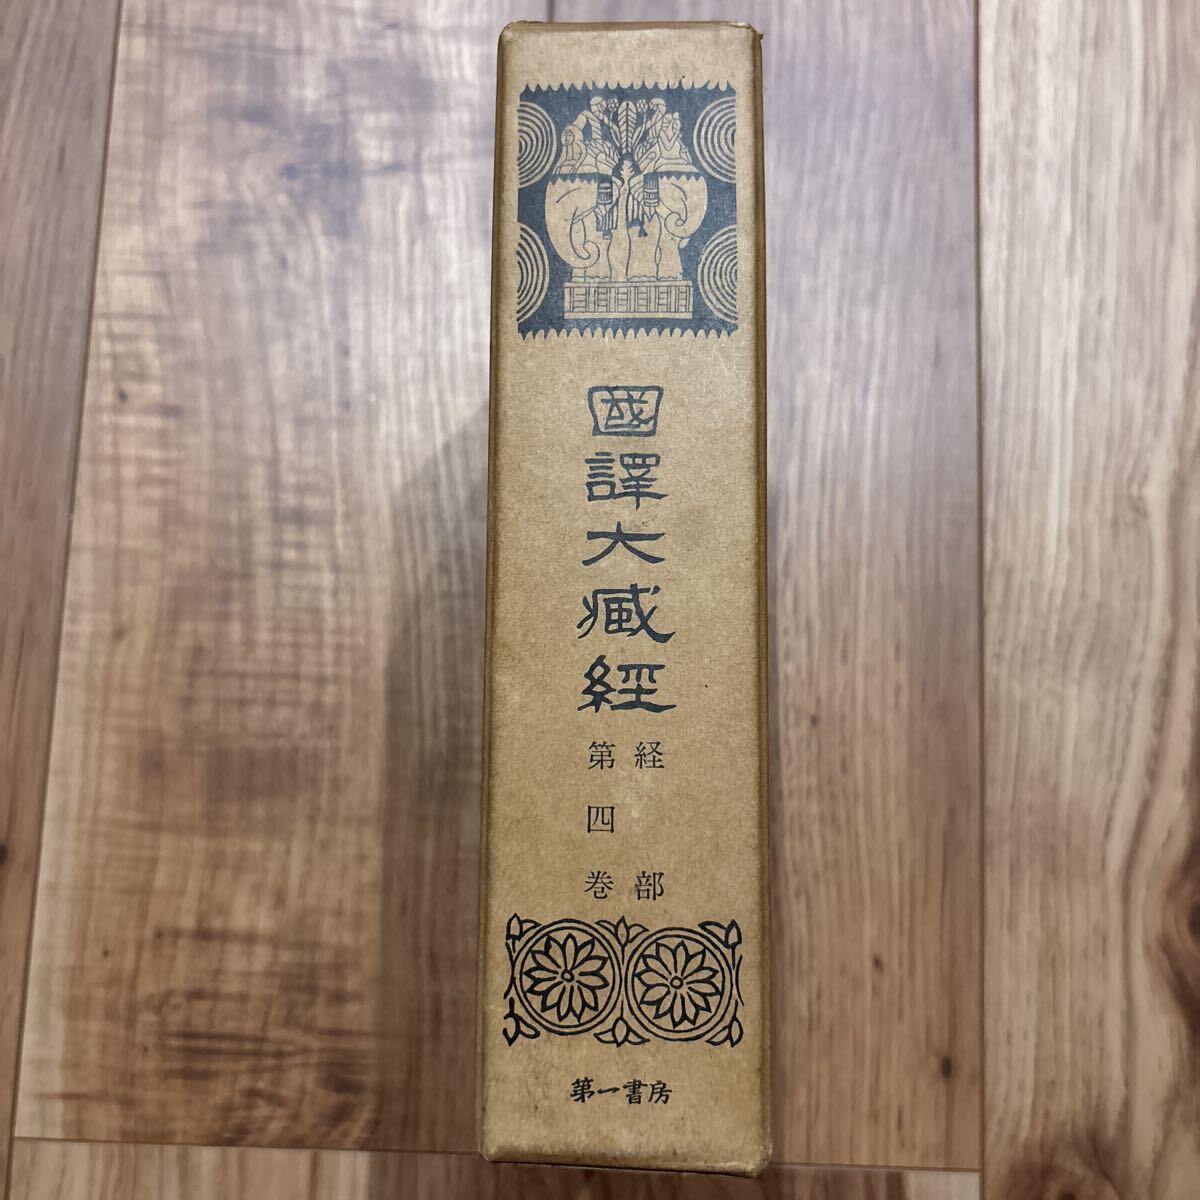 國譯大藏經
経部
第四巻
第一書房